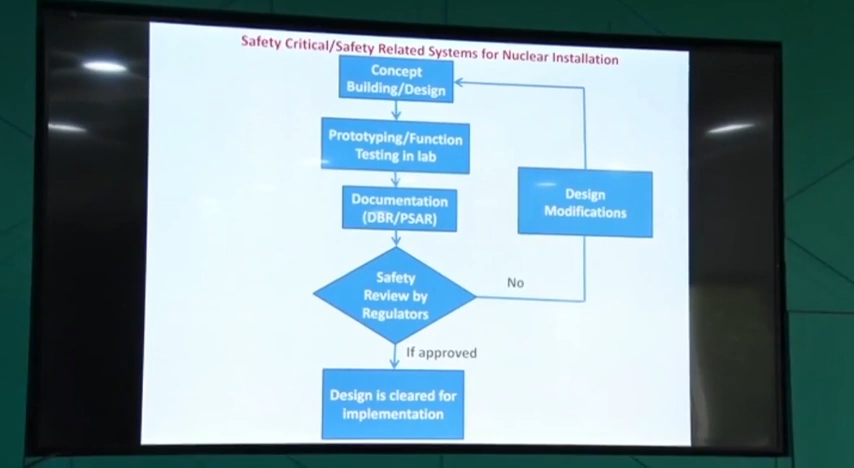 Safety Critical/Safety Related Systems for Nuclear Installation
Concept
Building/Design
Prototyping/Function
Testing in lab
Documentation
(DBR/PSAR)
Design
Modifications
Safety
Review by
Regulators
No
If approved
Design is cleared for
implementation